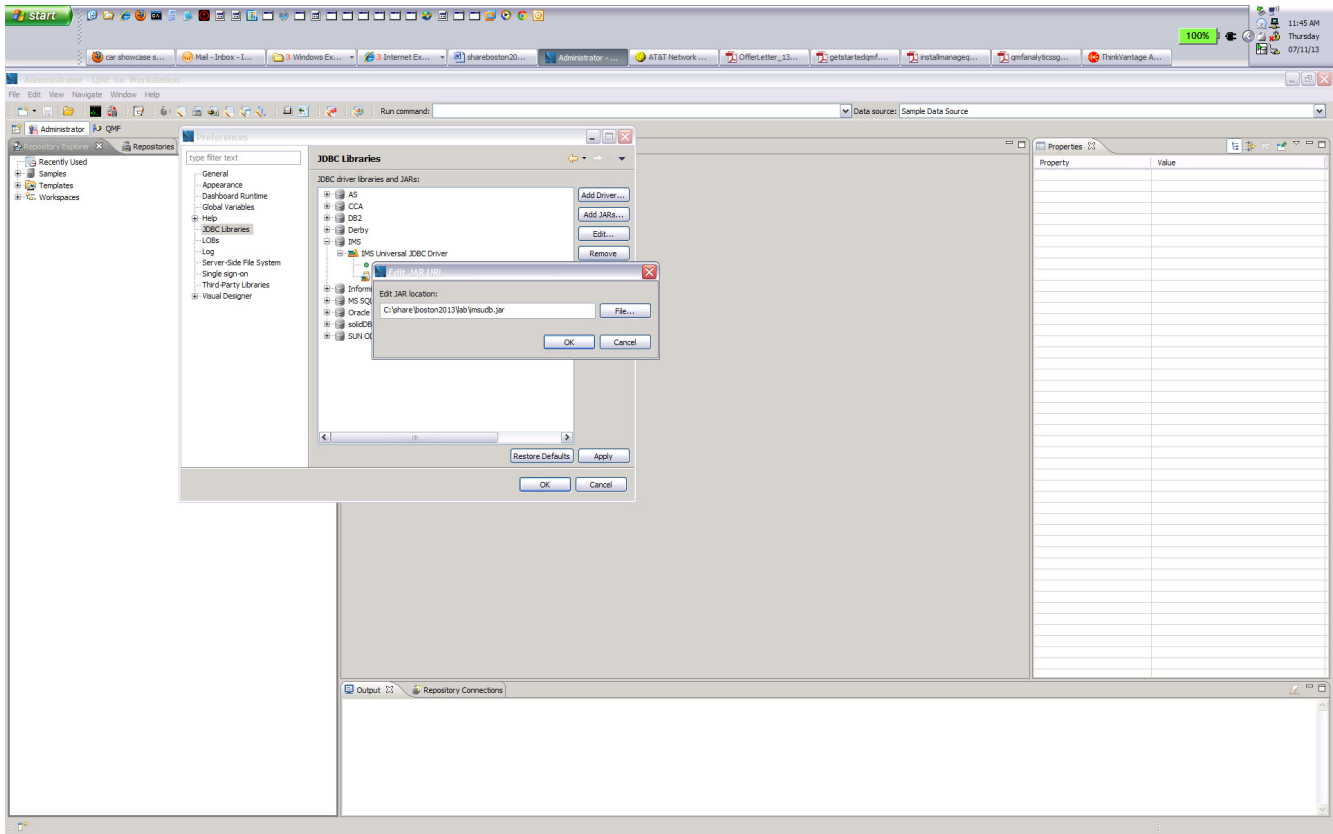 start
11:45 AM
100%
Thursday
07/11/13
car showcase s...
Mail - Inbox - I...
3 Windows Ex...
3 Internet Ex...
shareboston20...
Administrator - ...
AT&T Network ...
OfferLetter_13...
getstartedqmf....
installmanageq...
qmfanalyticssg...
ThinkVantage A...
Administrator - QMF for Workstation
File Edit View Navigate Window Help
Run command:
Data source: Sample Data Source
Administrator QMF
Repository Explorer
Repositories
Recently Used
Samples
Templates
Workspaces
Preferences
type filter text
General
Appearance
Dashboard Runtime
Global Variables
Help
JDBC Libraries
LOBs
Log
Server-Side File System
Single sign-on
Third-Party Libraries
Visual Designer
JDBC Libraries
JDBC driver libraries and JARs:
AS
CCA
DB2
Derby
IMS
IMS Universal JDBC Driver
Inform
MS SQL
Oracle
solidDB
SUN OD
Add Driver...
Add JARs...
Edit...
Remove
Edit JAR URL
Edit JAR location:
C:\share\boston2013\lab\imsudb.jar
File...
OK Cancel
Restore Defaults Apply
OK Cancel
Properties
Property Value
Output
Repository Connections